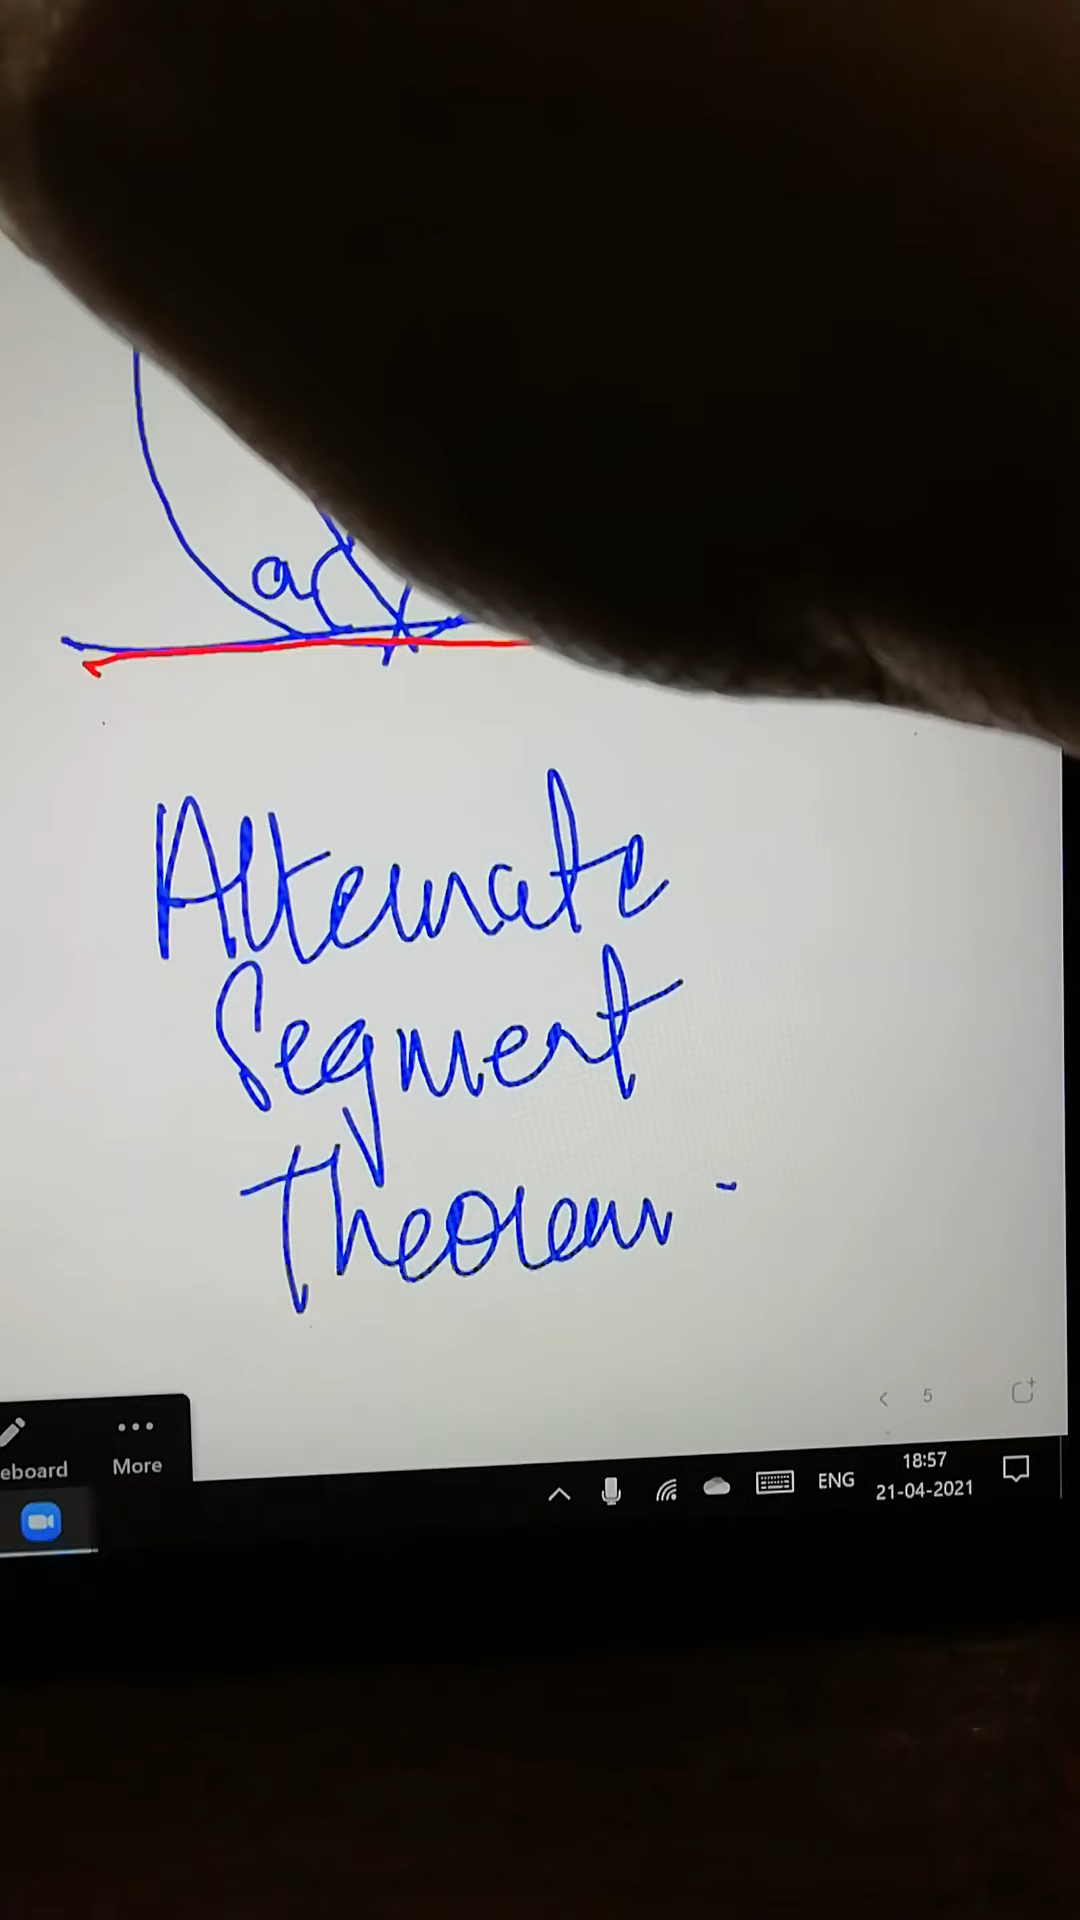 a
Alternate
Segment
Theorem -
< 5
eboard
More
18:57
ENG
21-04-2021